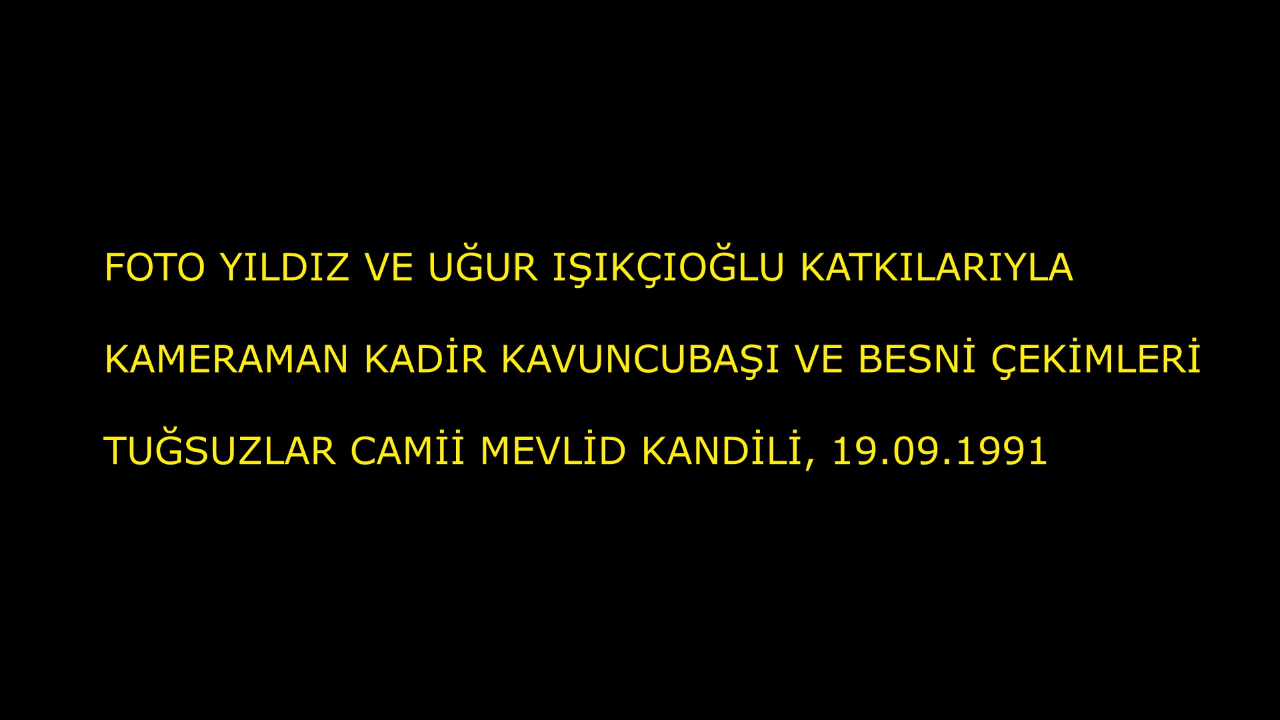 FOTO YILDIZ VE UĞUR IŞIKÇIOĞLU KATKILARIYLA
KAMERAMAN KADİR KAVUNCUBAŞI VE BESNİ ÇEKİMLERİ
TUĞSUZLAR CAMİİ MEVLİD KANDİLİ, 19.09.1991